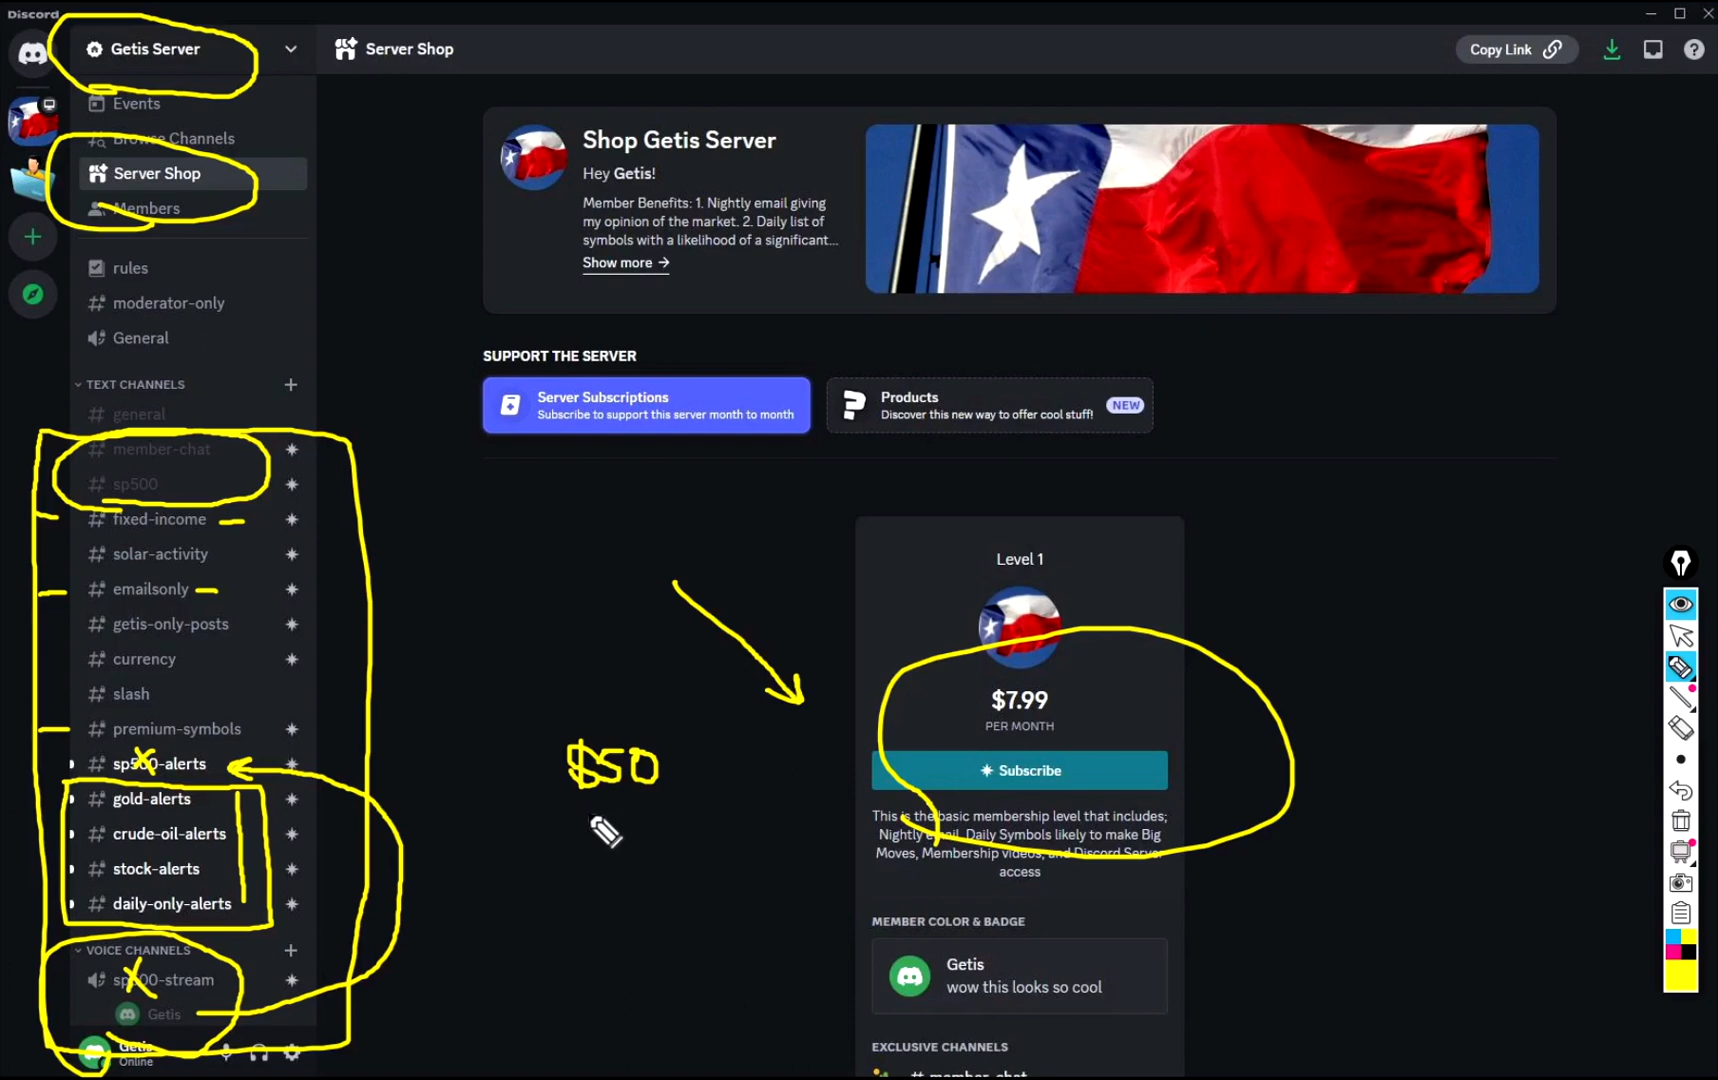 Discord
Getis Server
Server Shop
Copy Link
Events
Browse Channels
Server Shop
Members
rules
moderator-only
General
TEXT CHANNELS
general
member-chat
sp500
fixed-income
solar-activity
emailsonly
getis-only-posts
currency
slash
premium-symbols
sp500-alerts
gold-alerts
crude-oil-alerts
stock-alerts
daily-only-alerts
VOICE CHANNELS
sp500-stream
Getis
Getis
Online
Shop Getis Server
Hey Getis!
Member Benefits: 1. Nightly email giving
my opinion of the market. 2. Daily list of
symbols with a likelihood of a significant...
Show more →
SUPPORT THE SERVER
Server Subscriptions
Subscribe to support this server month to month
Products
Discover this new way to offer cool stuff!
NEW
$50
Level 1
$7.99
PER MONTH
Subscribe
This is the basic membership level that includes;
Nightly email, Daily Symbols likely to make Big
Moves, Membership videos, and Discord Server
access
MEMBER COLOR & BADGE
Getis
wow this looks so cool
EXCLUSIVE CHANNELS
member-chat